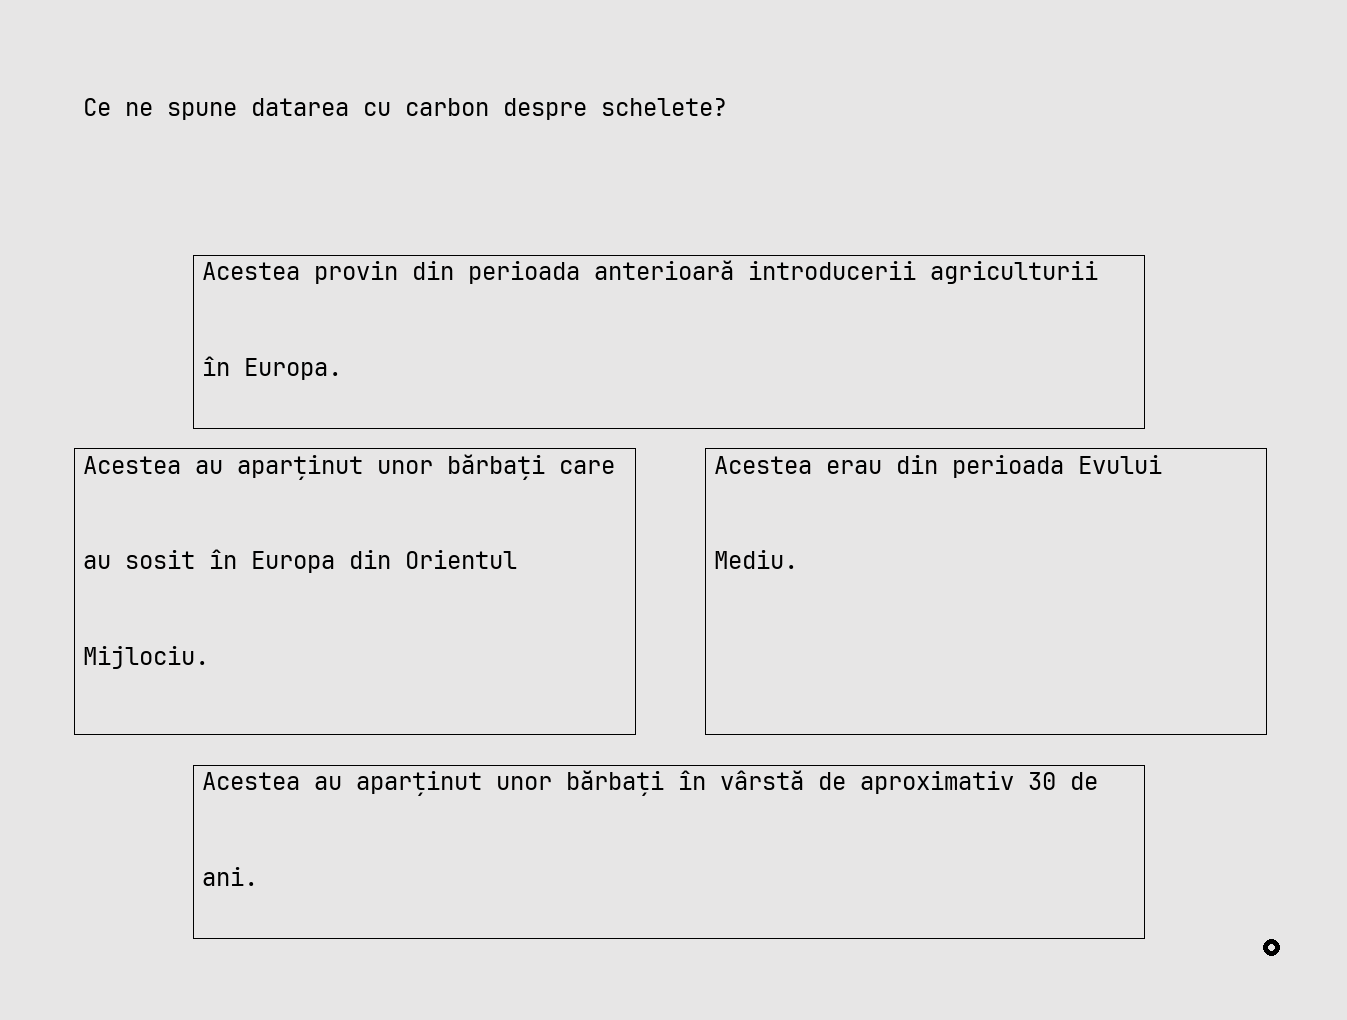 Ce ne spune datarea cu carbon despre schelete?
Acestea provin din perioada anterioară introducerii agriculturii
în Europa.
Acestea au aparținut unor bărbați care
au sosit în Europa din Orientul
Mijlociu.
Acestea erau din perioada Evului
Mediu.
Acestea au aparținut unor bărbați în vârstă de aproximativ 30 de
ani.